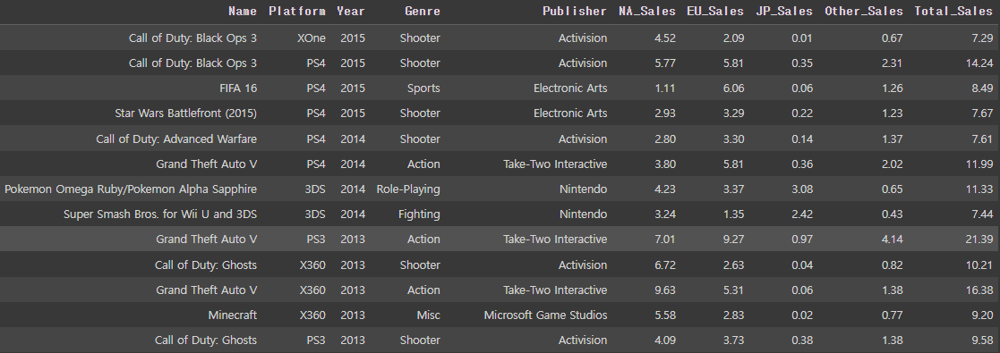 Name Platform Year Genre Publisher NA_Sales EU_Sales JP_Sales Other_Sales Total_Sales
Call of Duty: Black Ops 3 XOne 2015 Shooter Activision 4.52 2.09 0.01 0.67 7.29
Call of Duty: Black Ops 3 PS4 2015 Shooter Activision 5.77 5.81 0.35 2.31 14.24
FIFA 16 PS4 2015 Sports Electronic Arts 1.11 6.06 0.06 1.26 8.49
Star Wars Battlefront (2015) PS4 2015 Shooter Electronic Arts 2.93 3.29 0.22 1.23 7.67
Call of Duty: Advanced Warfare PS4 2014 Shooter Activision 2.80 3.30 0.14 1.37 7.61
Grand Theft Auto V PS4 2014 Action Take-Two Interactive 3.80 5.81 0.36 2.02 11.99
Pokemon Omega Ruby/Pokemon Alpha Sapphire 3DS 2014 Role-Playing Nintendo 4.23 3.37 3.08 0.65 11.33
Super Smash Bros. for Wii U and 3DS 3DS 2014 Fighting Nintendo 3.24 1.35 2.42 0.43 7.44
Grand Theft Auto V PS3 2013 Action Take-Two Interactive 7.01 9.27 0.97 4.14 21.39
Call of Duty: Ghosts X360 2013 Shooter Activision 6.72 2.63 0.04 0.82 10.21
Grand Theft Auto V X360 2013 Action Take-Two Interactive 9.63 5.31 0.06 1.38 16.38
Minecraft X360 2013 Misc Microsoft Game Studios 5.58 2.83 0.02 0.77 9.20
Call of Duty: Ghosts PS3 2013 Shooter Activision 4.09 3.73 0.38 1.38 9.58